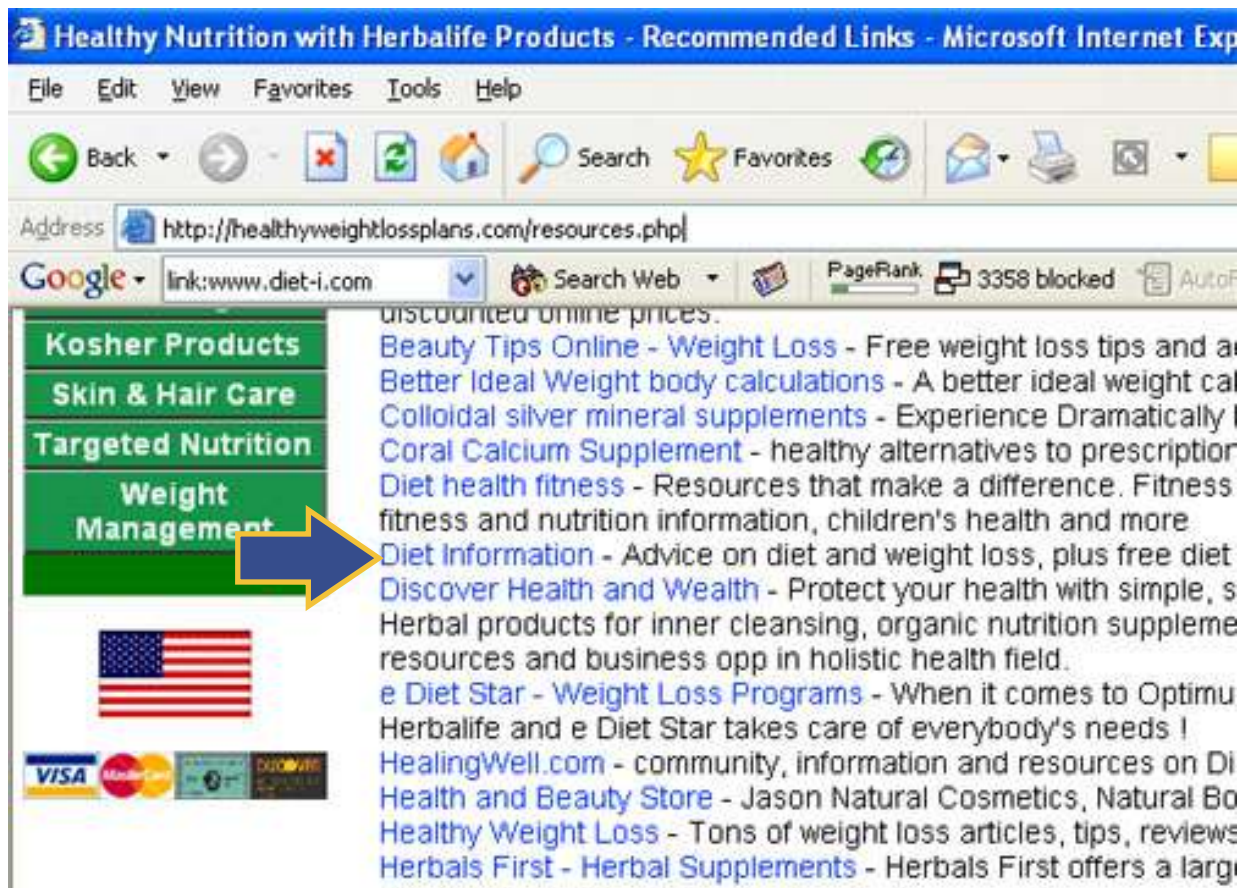 Healthy Nutrition with Herbalife Products - Recommended Links - Microsoft Internet Exp
File Edit View Favorites Tools Help
Back Search Favorites
Address http://healthyweightlossplans.com/resources.php
Google link:www.diet-i.com Search Web PageRank 3358 blocked AutoF
discounted online prices.
Kosher Products
Skin & Hair Care
Targeted Nutrition
Weight
Management
Beauty Tips Online - Weight Loss - Free weight loss tips and a
Better Ideal Weight body calculations - A better ideal weight cal
Colloidal silver mineral supplements - Experience Dramatically
Coral Calcium Supplement - healthy alternatives to prescription
Diet health fitness - Resources that make a difference. Fitness
fitness and nutrition information, children's health and more
Diet Information - Advice on diet and weight loss, plus free diet
Discover Health and Wealth - Protect your health with simple, s
Herbal products for inner cleansing, organic nutrition suppleme
resources and business opp in holistic health field.
e Diet Star - Weight Loss Programs - When it comes to Optimu
Herbalife and e Diet Star takes care of everybody's needs !
HealingWell.com - community, information and resources on Di
Health and Beauty Store - Jason Natural Cosmetics, Natural Bo
Healthy Weight Loss - Tons of weight loss articles, tips, reviews
Herbals First - Herbal Supplements - Herbals First offers a large
VISA MasterCard DISCOVER